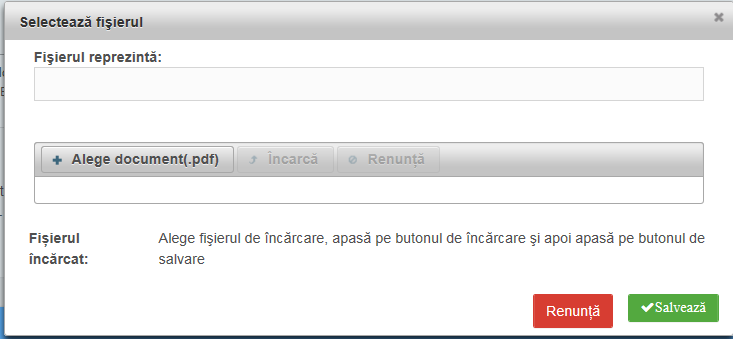 Selectează fişierul
Fişierul reprezintă:
Alege document(.pdf) Încarcă Renunță
Fișierul încărcat: Alege fişierul de încărcare, apasă pe butonul de încărcare şi apoi apasă pe butonul de
salvare
Renunță Salvează